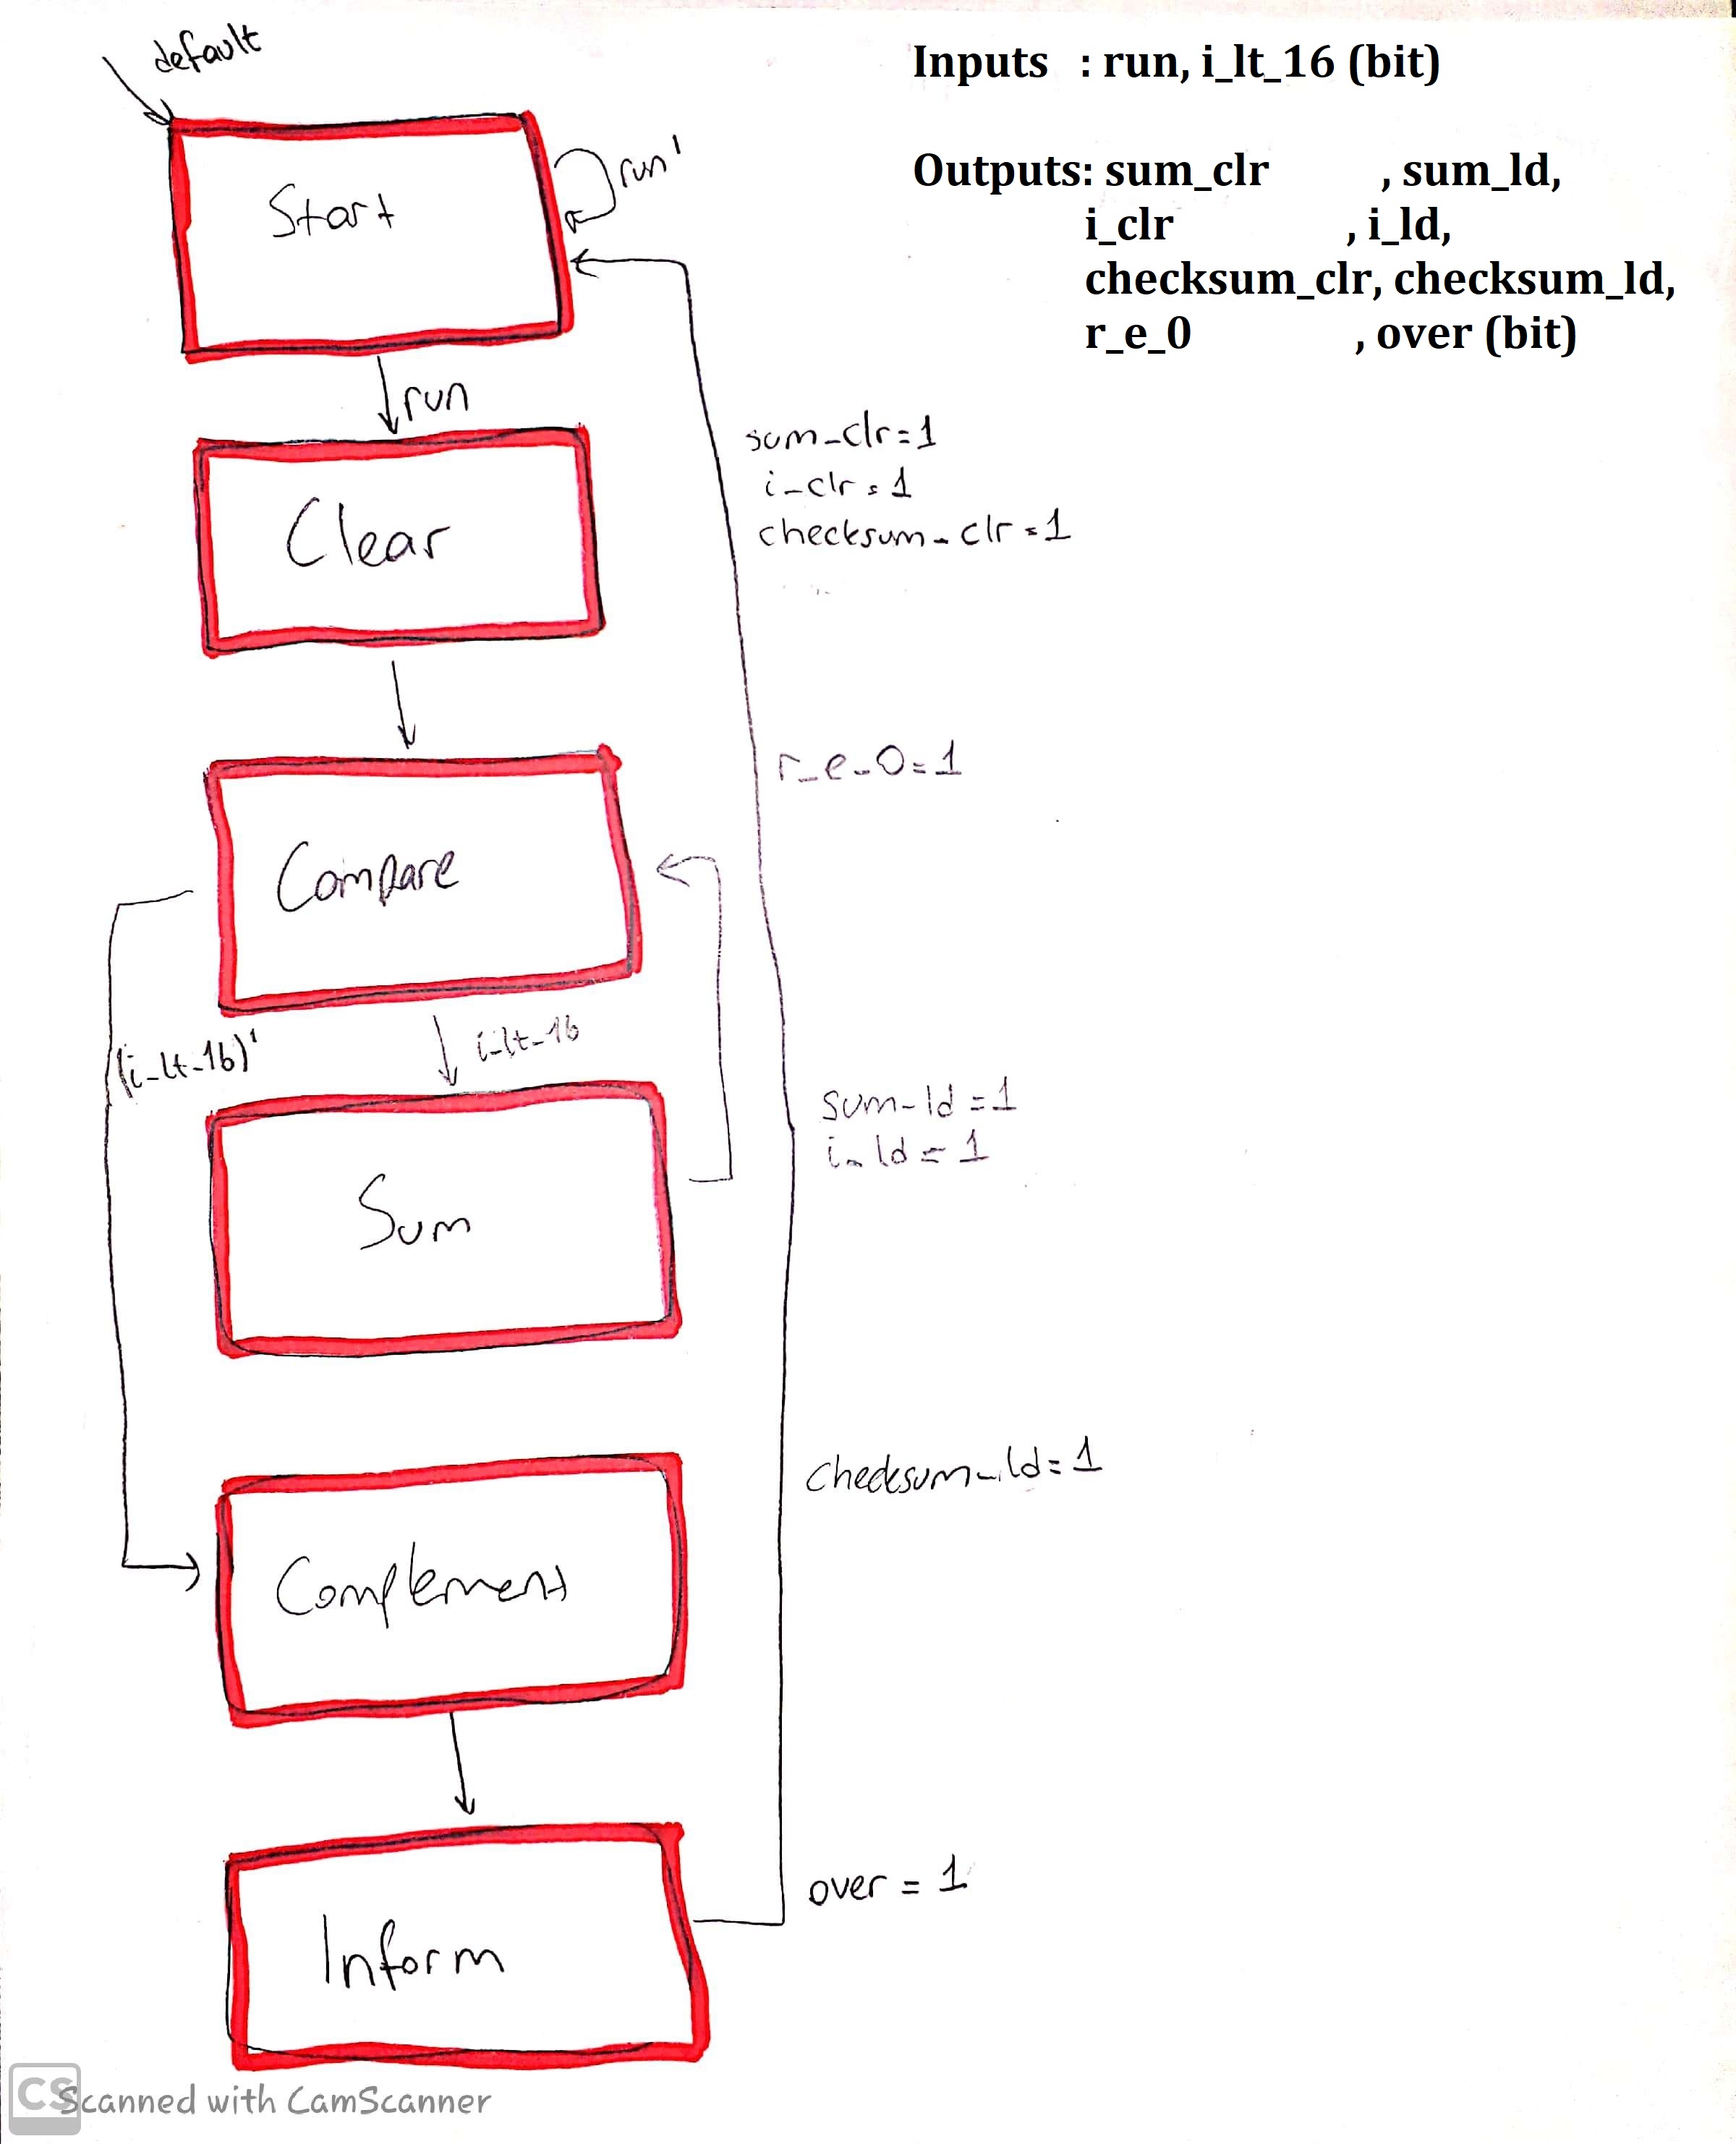 default
Inputs : run, i_lt_16 (bit)
Outputs: sum_clr , sum_ld,
i_clr , i_ld,
checksum_clr, checksum_ld,
r_e_0 , over (bit)
Start
run'
run
sum_clr=1
i_clr=1
checksum_clr=1
Clear
r_e_0=1
Compare
(i_lt_16)'
i_lt_16
sum_ld=1
i_ld=1
Sum
checksum_ld=1
Complement
over = 1
Inform
CS
Scanned with CamScanner